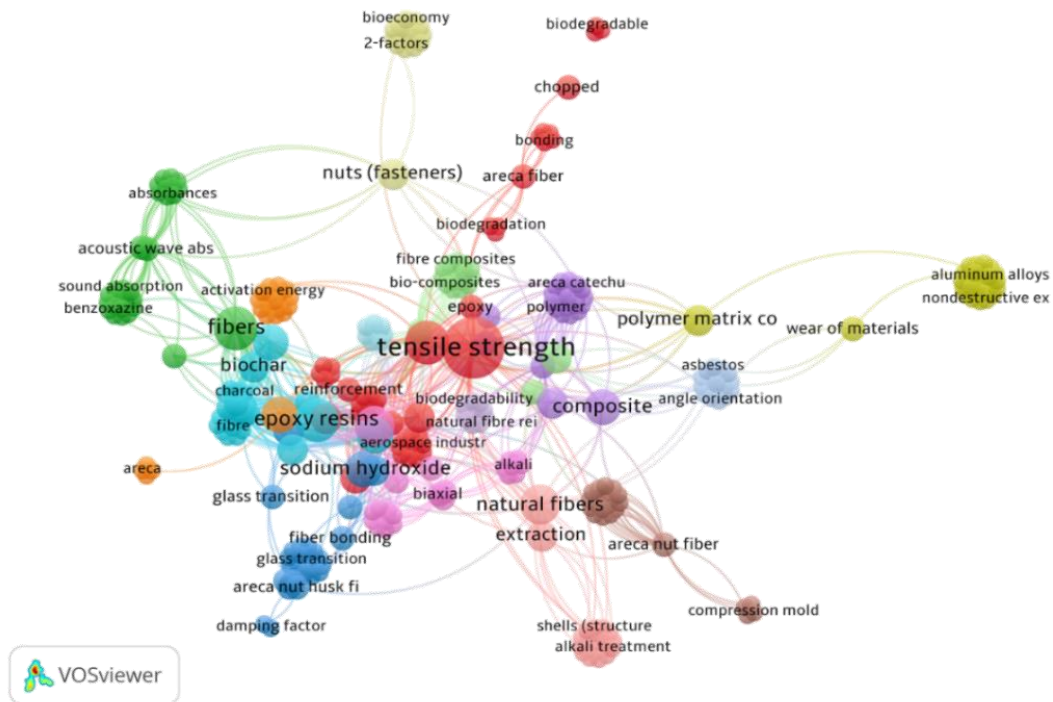 bioeconomy
2-factors
biodegradable
chopped
bonding
nuts (fasteners)
areca fiber
absorbances
biodegradation
acoustic wave abs
fibre composites
sound absorption
activation energy
bio-composites
areca catechu
aluminum alloys
benzoxazine
epoxy
polymer
nondestructive ex
fibers
polymer matrix co
wear of materials
tensile strength
biochar
asbestos
charcoal
reinforcement
biodegradability
composite
angle orientation
fibre
epoxy resins
natural fibre rei
aerospace industr
areca
sodium hydroxide
alkali
glass transition
biaxial
natural fibers
fiber bonding
extraction
areca nut fiber
glass transition
areca nut husk fi
compression mold
damping factor
shells (structure
alkali treatment
VOSviewer